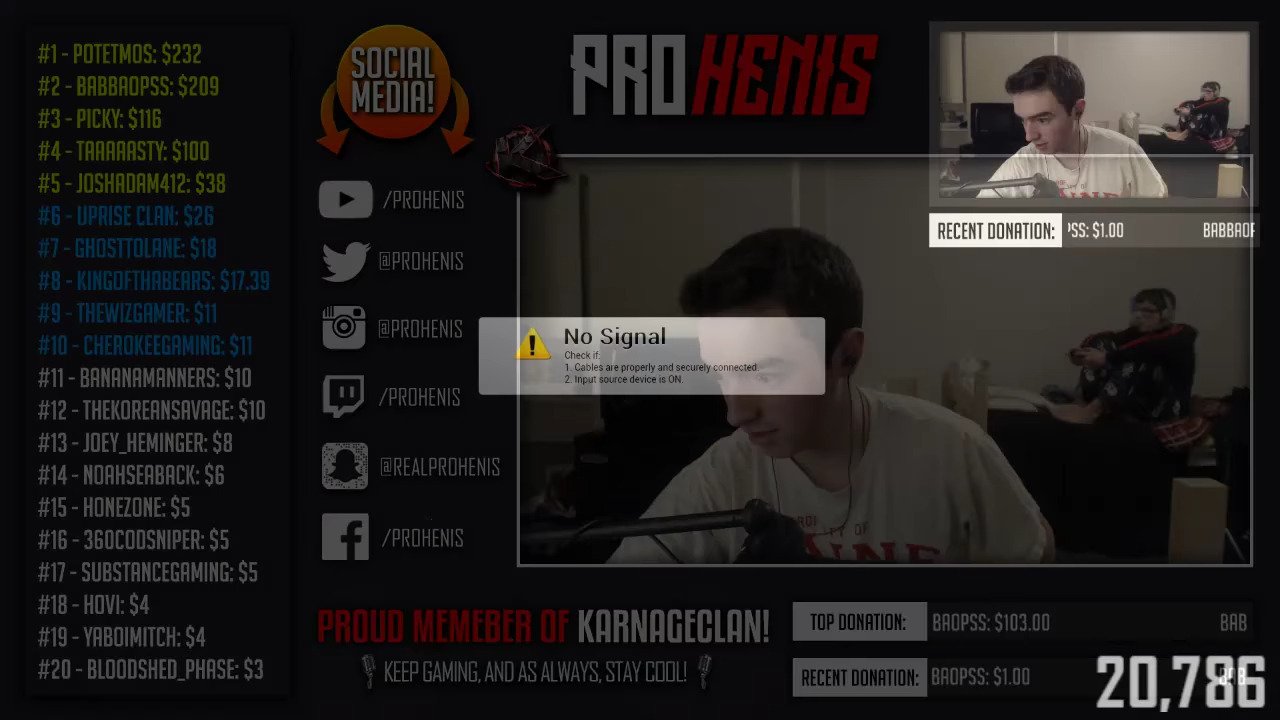 #1 - POTETMOS: $232
#2 - BABBAOPSS: $209
#3 - PICKY: $116
#4 - TAAAAASTY: $100
#5 - JOSHADAM412: $38
#6 - UPRISE CLAN: $26
#7 - GHOSTTOLANE: $18
#8 - KINGOFTHABEARS: $17.39
#9 - THEWIZGAMER: $11
#10 - CHEROKEEGAMING: $11
#11 - BANANAMANNERS: $10
#12 - THEKOREANSAVAGE: $10
#13 - JOEY_HEMINGER: $8
#14 - NOAHSEABACK: $6
#15 - HONEZONE: $5
#16 - 360CODSNIPER: $5
#17 - SUBSTANCEGAMING: $5
#18 - HOVI: $4
#19 - YABOIMITCH: $4
#20 - BLOODSHED_PHASE: $3
SOCIAL
MEDIA!
/PROHENIS
@PROHENIS
@PROHENIS
/PROHENIS
@REALPROHENIS
/PROHENIS
PROHENIS
RECENT DONATION: PSS: $1.00 BABBAOP
No Signal
Check if:
1. Cables are properly and securely connected.
2. Input source device is ON.
PROUD MEMEBER OF KARNAGECLAN!
KEEP GAMING, AND AS ALWAYS, STAY COOL!
TOP DONATION: BAOPSS: $103.00 BAB
RECENT DONATION: BAOPSS: $1.00
20,786